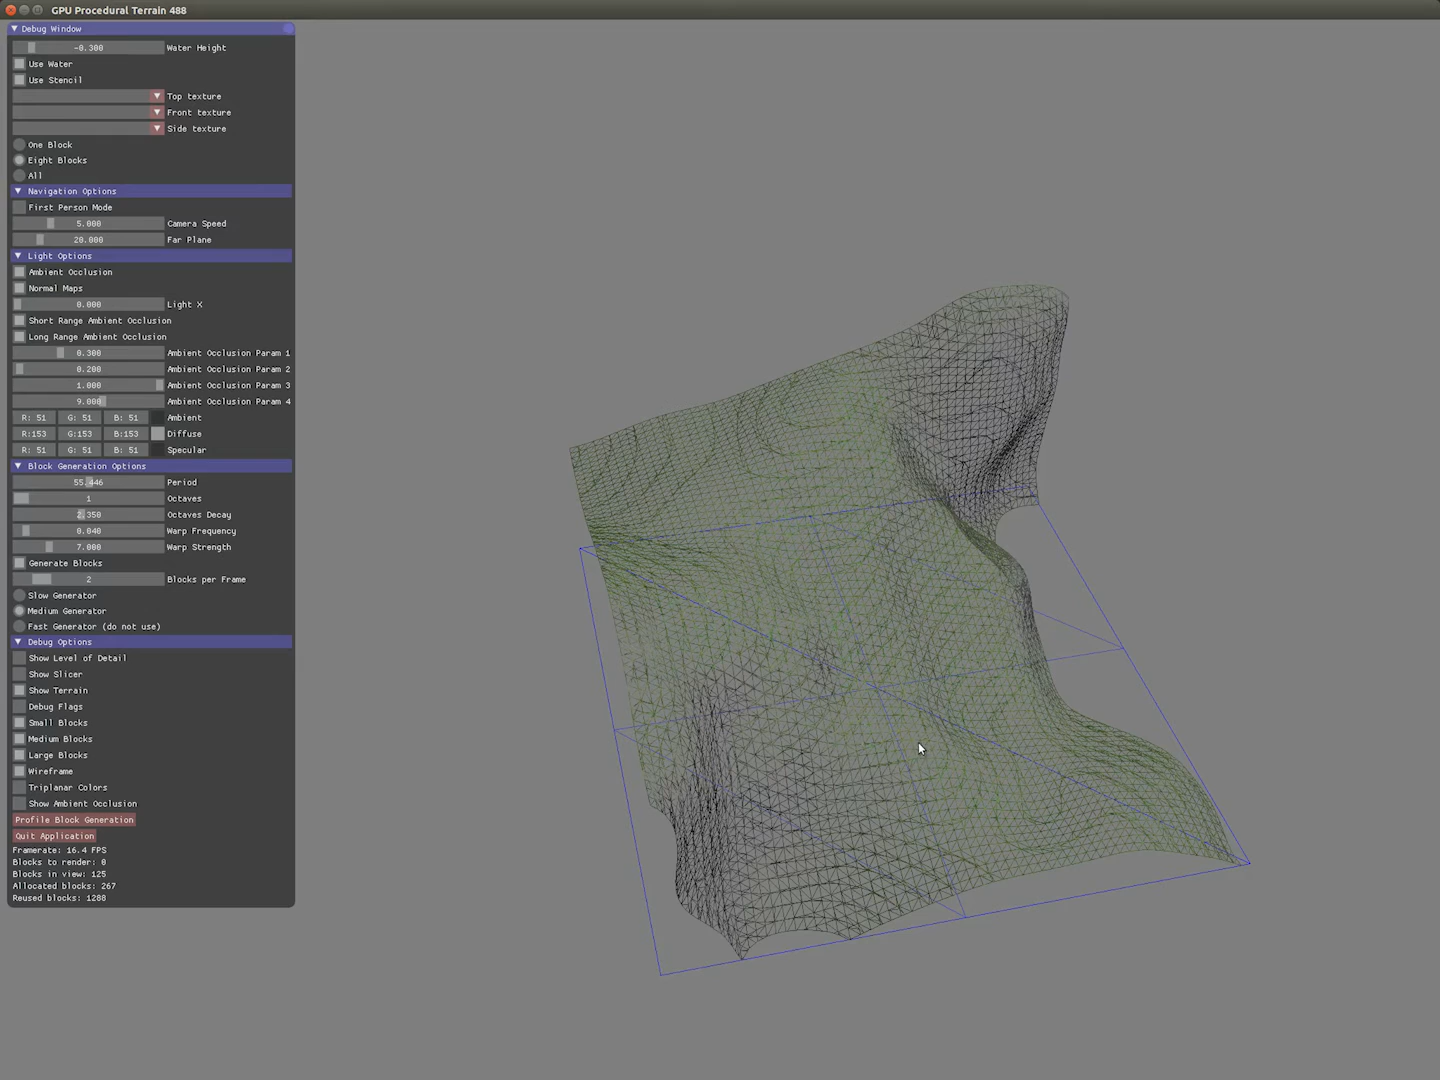 GPU Procedural Terrain 488
Debug Window
-0.300 Water Height
Use Water
Use Stencil
Top texture
Front texture
Side texture
One Block
Eight Blocks
All
Navigation Options
First Person Mode
5.000 Camera Speed
20.000 Far Plane
Light Options
Ambient Occlusion
Normal Maps
0.000 Light X
Short Range Ambient Occlusion
Long Range Ambient Occlusion
0.300 Ambient Occlusion Param 1
0.200 Ambient Occlusion Param 2
1.000 Ambient Occlusion Param 3
9.000 Ambient Occlusion Param 4
R: 51 G: 51 B: 51 Ambient
R:153 G:153 B:153 Diffuse
R: 51 G: 51 B: 51 Specular
Block Generation Options
55.446 Period
1 Octaves
2.350 Octaves Decay
0.040 Warp Frequency
7.000 Warp Strength
Generate Blocks
2 Blocks per Frame
Slow Generator
Medium Generator
Fast Generator (do not use)
Debug Options
Show Level of Detail
Show Slicer
Show Terrain
Debug Flags
Small Blocks
Medium Blocks
Large Blocks
Wireframe
Triplanar Colors
Show Ambient Occlusion
Profile Block Generation
Quit Application
Framerate: 16.4 FPS
Blocks to render: 8
Blocks in view: 125
Allocated blocks: 267
Reused blocks: 1280